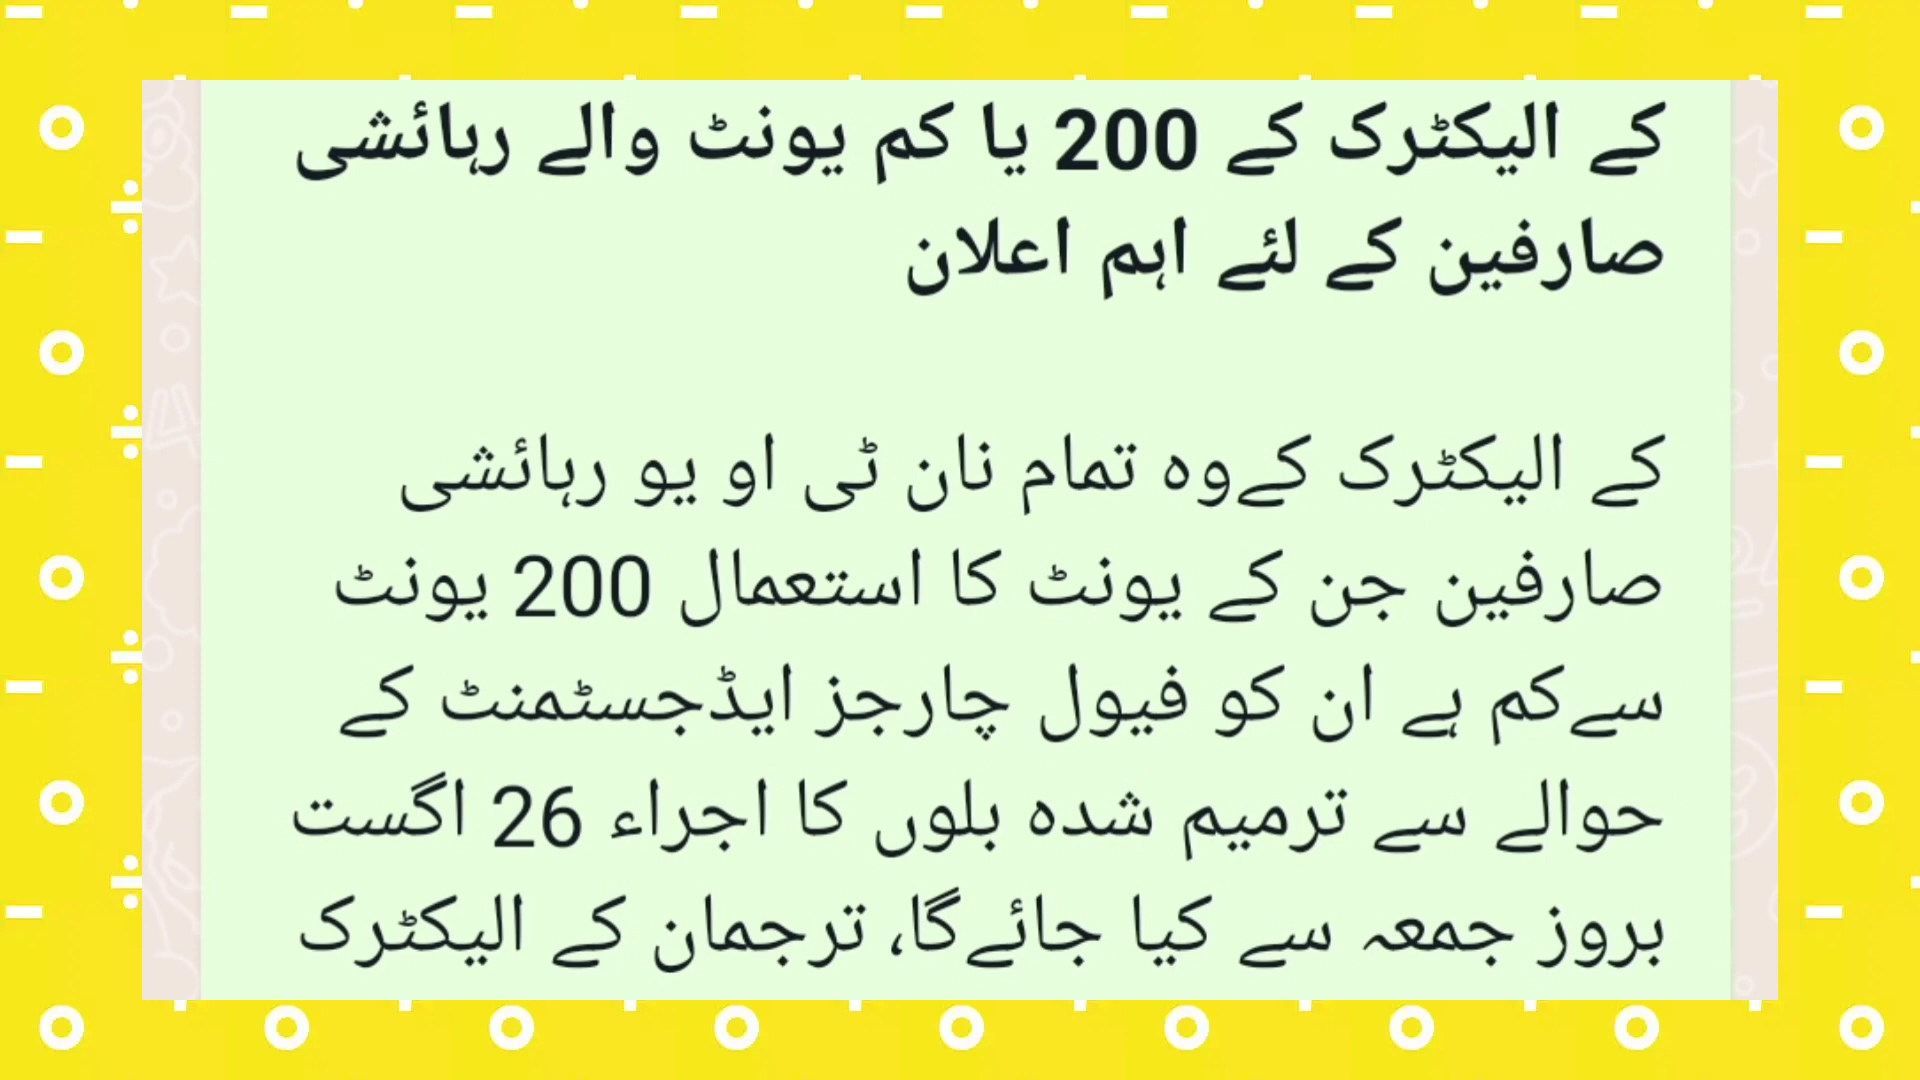 کے الیکٹرک کے 200 یا کم یونٹ والے رہائشی
صارفین کے لئے اہم اعلان
کے الیکٹرک کےوہ تمام نان ٹی او یو رہائشی
صارفین جن کے یونٹ کا استعمال 200 یونٹ
سےکم ہے ان کو فیول چارجز ایڈجسٹمنٹ کے
حوالے سے ترمیم شدہ بلوں کا اجراء 26 اگست
بروز جمعہ سے کیا جائےگا، ترجمان کے الیکٹرک